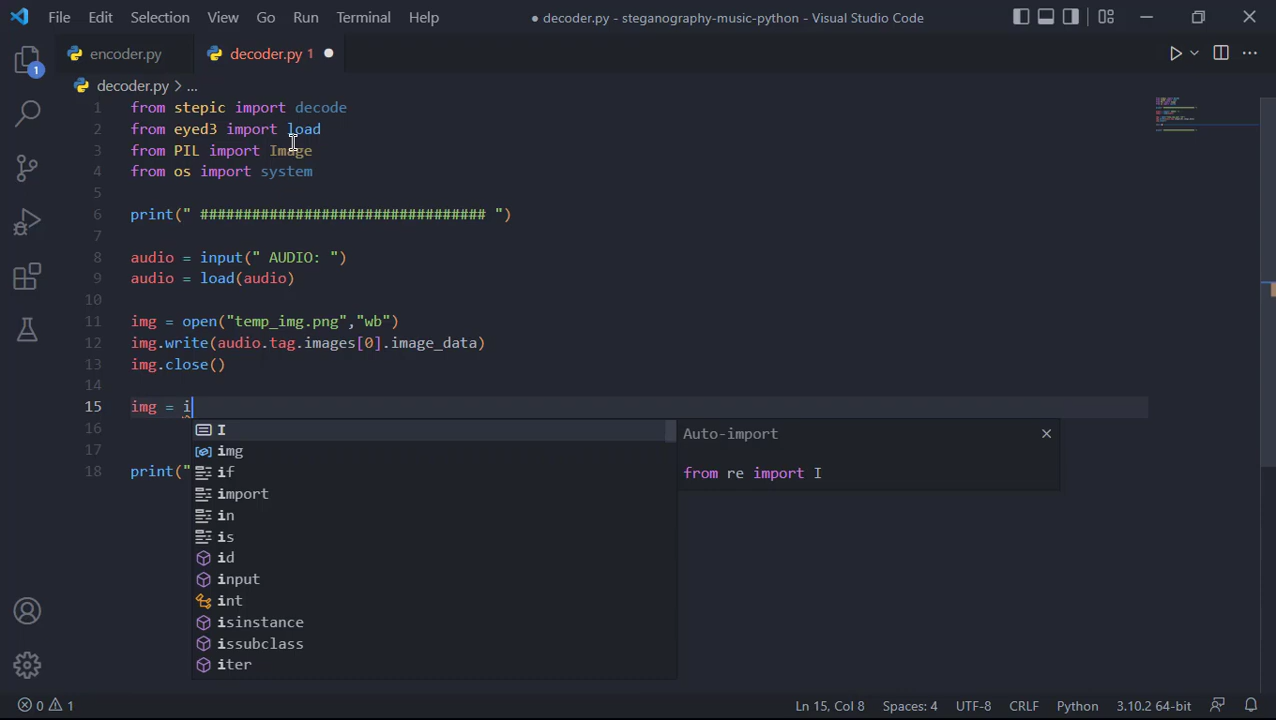 File Edit Selection View Go Run Terminal Help ● decoder.py - steganography-music-python - Visual Studio Code
encoder.py decoder.py 1
1
decoder.py > ...
1 from stepic import decode
2 from eyed3 import load
3 from PIL import Image
4 from os import system
5
6 print(" ################################# ")
7
8 audio = input(" AUDIO: ")
9 audio = load(audio)
10
11 img = open("temp_img.png","wb")
12 img.write(audio.tag.images[0].image_data)
13 img.close()
14
15 img = i
16
17
18 print("
I
img
if
import
in
is
id
input
int
isinstance
issubclass
iter
Auto-import
from re import I
0 1 Ln 15, Col 8 Spaces: 4 UTF-8 CRLF Python 3.10.2 64-bit